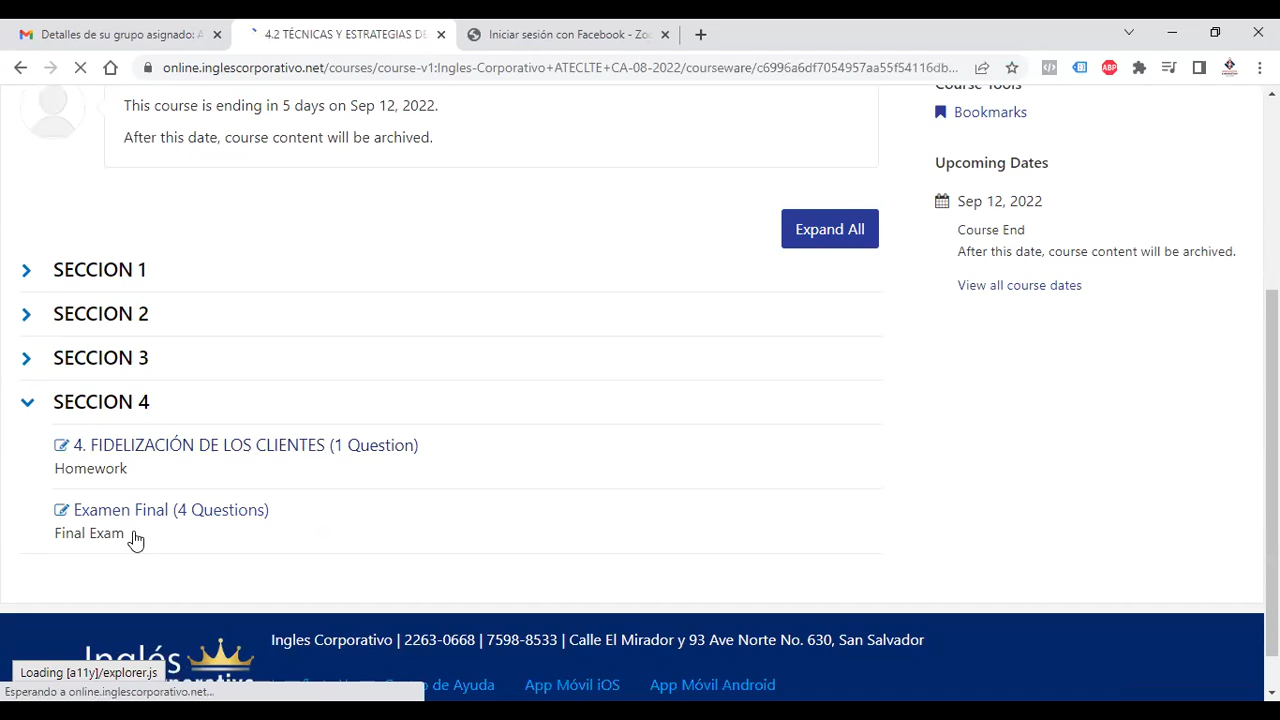 Detalles de su grupo asignado: A
4.2 TÉCNICAS Y ESTRATEGIAS DE
Iniciar sesión con Facebook - Zoo
online.inglescorporativo.net/courses/course-v1:Ingles-Corporativo+ATECLTE+CA-08-2022/courseware/c6996a6df7054957aa55f54116db...
ABP
This course is ending in 5 days on Sep 12, 2022.
After this date, course content will be archived.
Course Tools
Bookmarks
Upcoming Dates
Sep 12, 2022
Course End
After this date, course content will be archived.
View all course dates
Expand All
SECCION 1
SECCION 2
SECCION 3
SECCION 4
4. FIDELIZACIÓN DE LOS CLIENTES (1 Question)
Homework
Examen Final (4 Questions)
Final Exam
Inglés
Ingles Corporativo | 2263-0668 | 7598-8533 | Calle El Mirador y 93 Ave Norte No. 630, San Salvador
de Ayuda
App Móvil iOS
App Móvil Android
Loading [a11y]/explorer.js
Esperando a online.inglescorporativo.net...